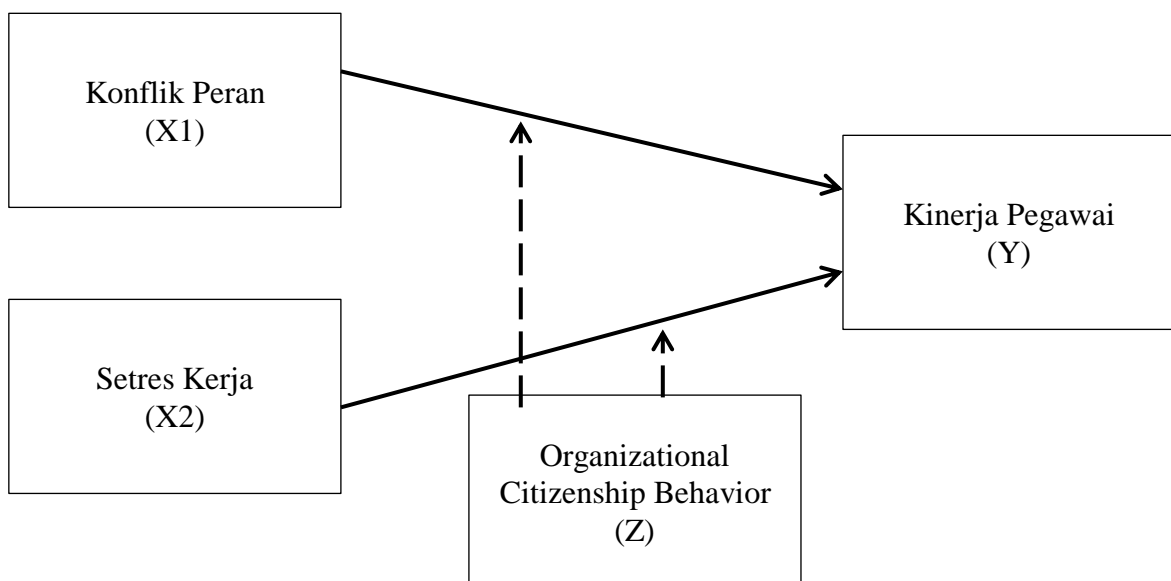 Konflik Peran
(X1)
Kinerja Pegawai
(Y)
Setres Kerja
(X2)
Organizational
Citizenship Behavior
(Z)